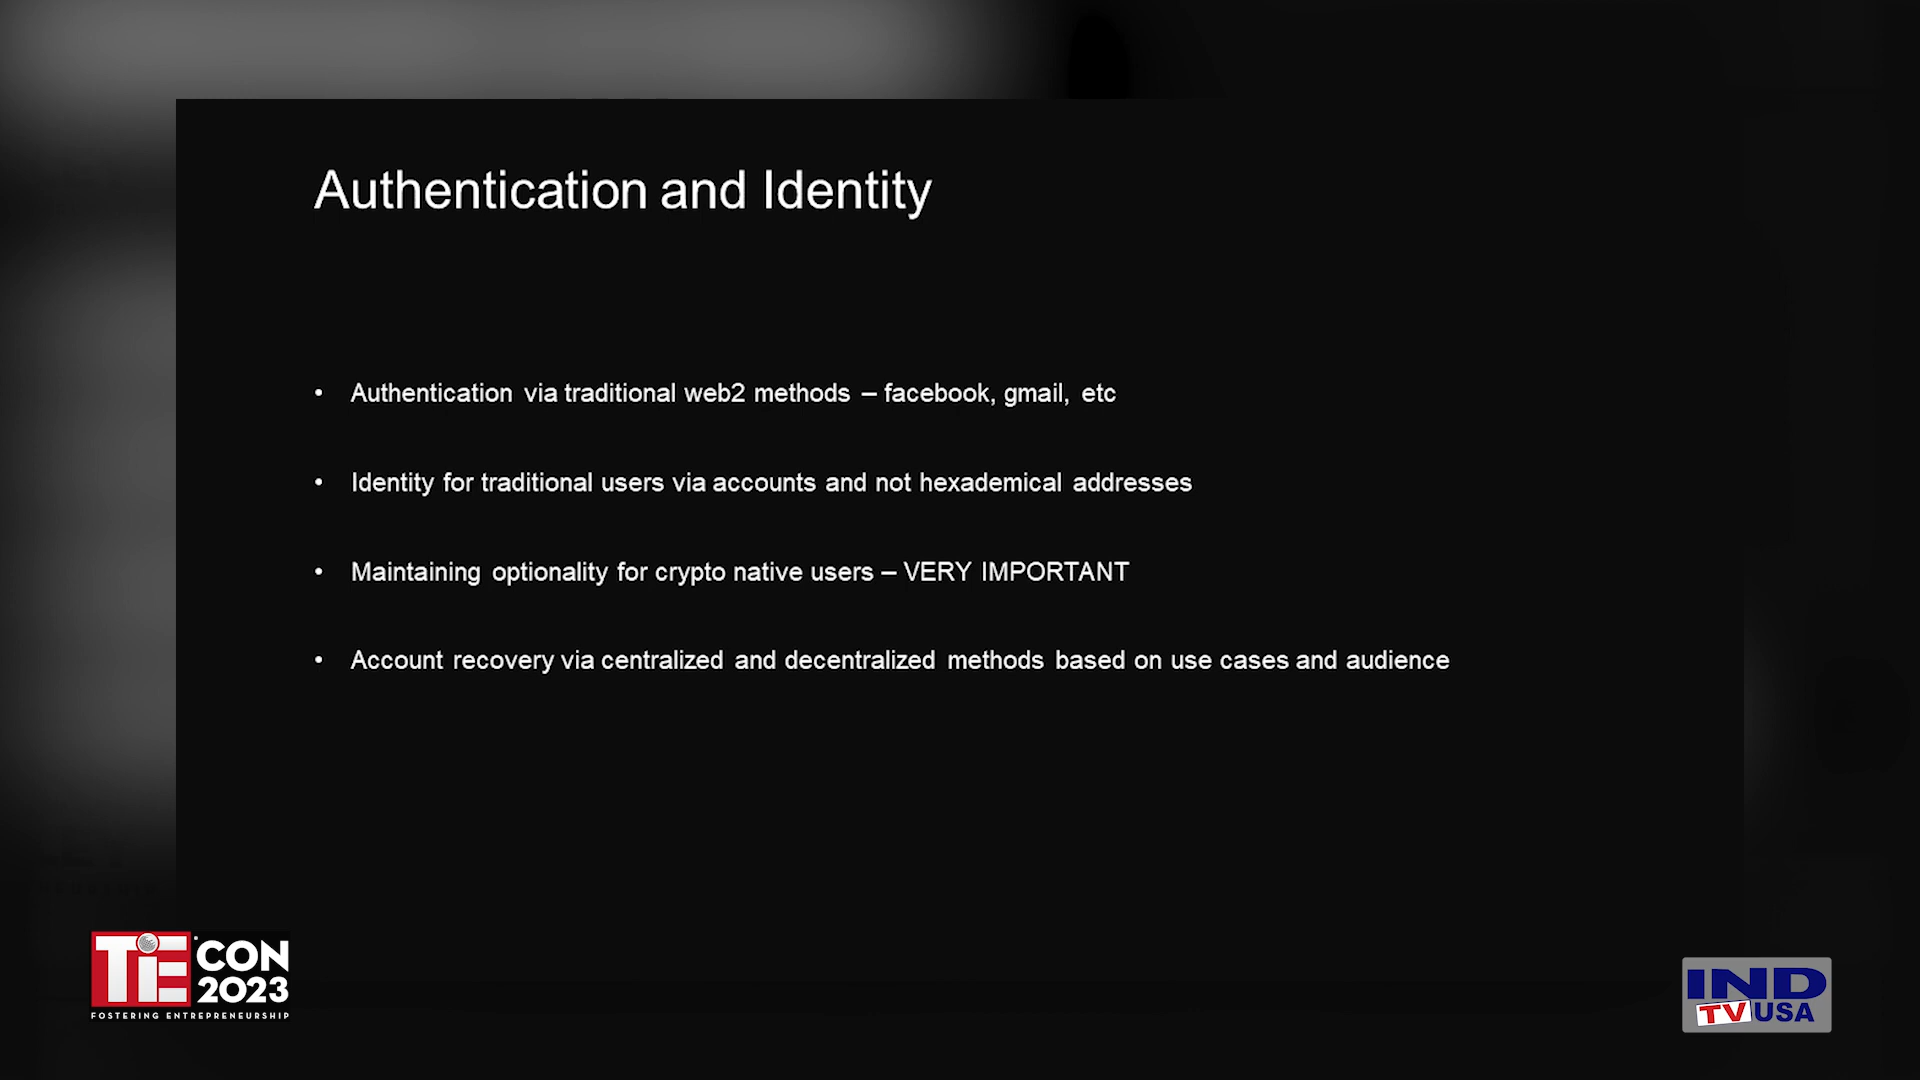 Authentication and Identity
• Authentication via traditional web2 methods – facebook, gmail, etc
• Identity for traditional users via accounts and not hexademical addresses
• Maintaining optionality for crypto native users – VERY IMPORTANT
• Account recovery via centralized and decentralized methods based on use cases and audience
TiE CON
2023
FOSTERING ENTREPRENEURSHIP
IND
TV USA